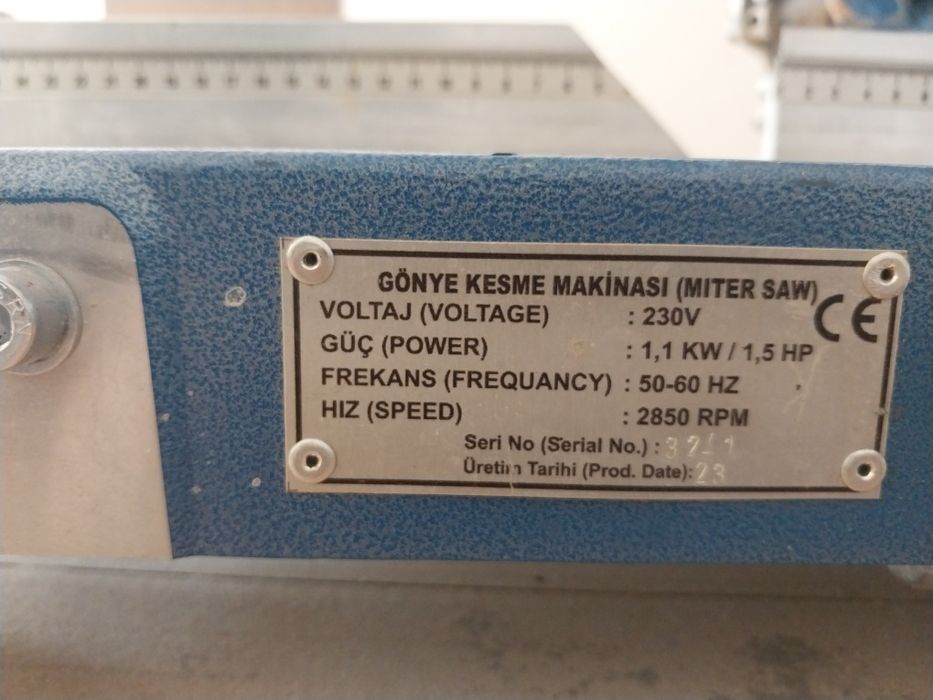 GÖNYE KESME MAKİNASI (MITER SAW)
VOLTAJ (VOLTAGE) : 230V
CE
GÜÇ (POWER) : 1,1 KW / 1,5 HP
FREKANS (FREQUANCY) : 50-60 HZ
HIZ (SPEED) : 2850 RPM
Seri No (Serial No.) :
Üretim Tarihi (Prod. Date): 23